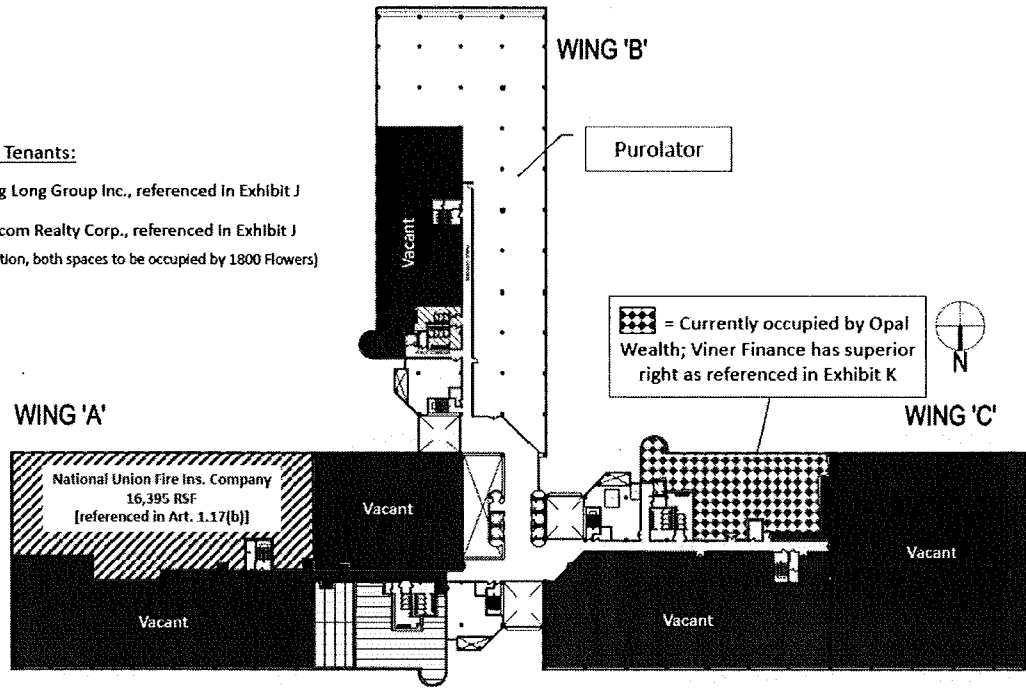 WING 'B'
Purolator
Tenants:
g Long Group Inc., referenced in Exhibit J
com Realty Corp., referenced in Exhibit J
tion, both spaces to be occupied by 1800 Flowers)
Vacant
= Currently occupied by Opal
Wealth; Viner Finance has superior
right as referenced in Exhibit K
N
WING 'A'
WING 'C'
National Union Fire Ins. Company
16,395 RSF
[referenced in Art. 1.17(b)]
Vacant
Vacant
Vacant
Vacant